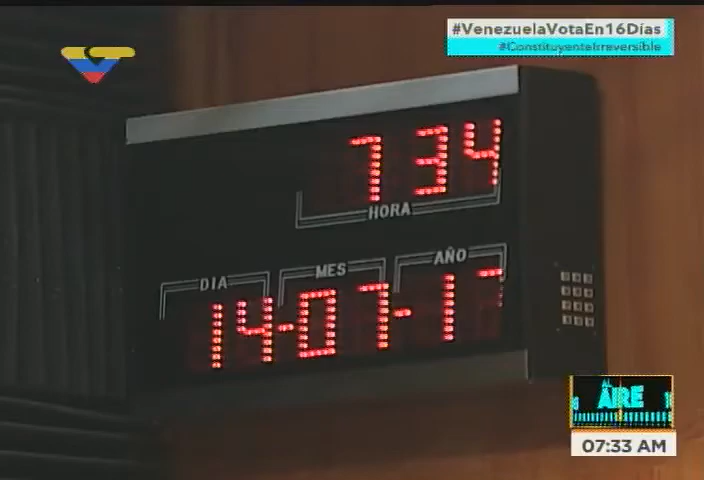 #VenezuelaVotaEn16Días
#ConstituyenteIrreversible
7 34
HORA
DIA MES AÑO
14-07-17
AL
AIRE
07:33 AM